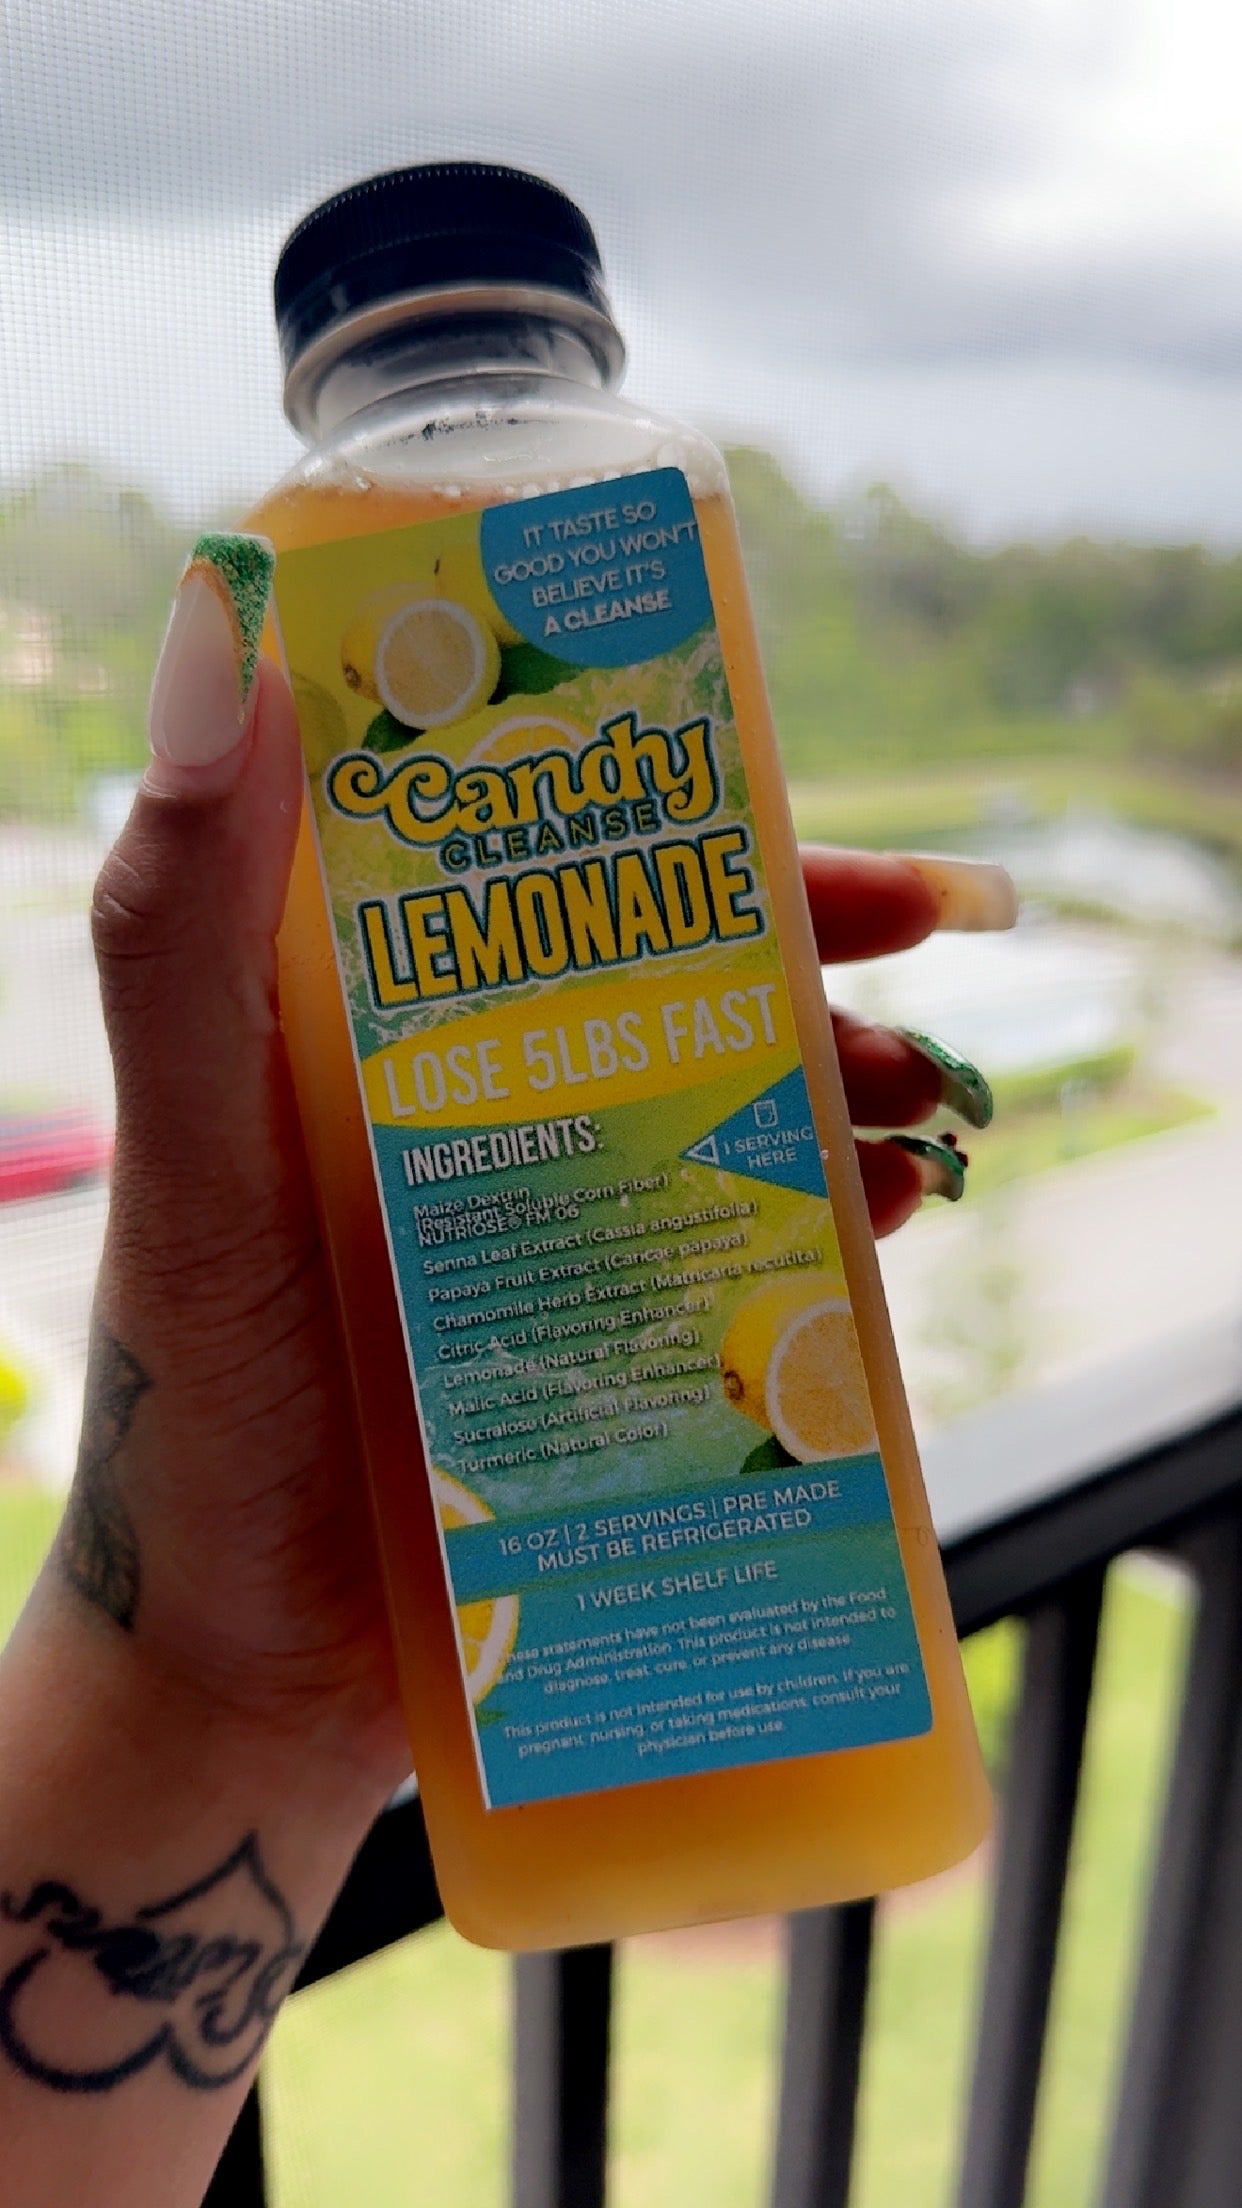 IT TASTE SO
GOOD YOU WON'T
BELIEVE IT'S
A CLEANSE
Candy
CLEANSE
LEMONADE
LOSE 5LBS FAST
INGREDIENTS:
1 SERVING
HERE
Maize Dextrin
(Resistant Soluble Corn Fiber)
NUTRIOSE® FM 06
Senna Leaf Extract (Cassia angustifolia)
Papaya Fruit Extract (Caricae papaya)
Chamomile Herb Extract (Matricaria recutita)
Citric Acid (Flavoring Enhancer)
Lemonade (Natural Flavoring)
Malic Acid (Flavoring Enhancer)
Sucralose (Artificial Flavoring)
Turmeric (Natural Color)
16 OZ | 2 SERVINGS | PRE MADE
MUST BE REFRIGERATED
1 WEEK SHELF LIFE
hese statements have not been evaluated by the Food
nd Drug Administration. This product is not intended to
diagnose, treat, cure, or prevent any disease.
This product is not intended for use by children. If you are
pregnant, nursing, or taking medications, consult your
physician before use.